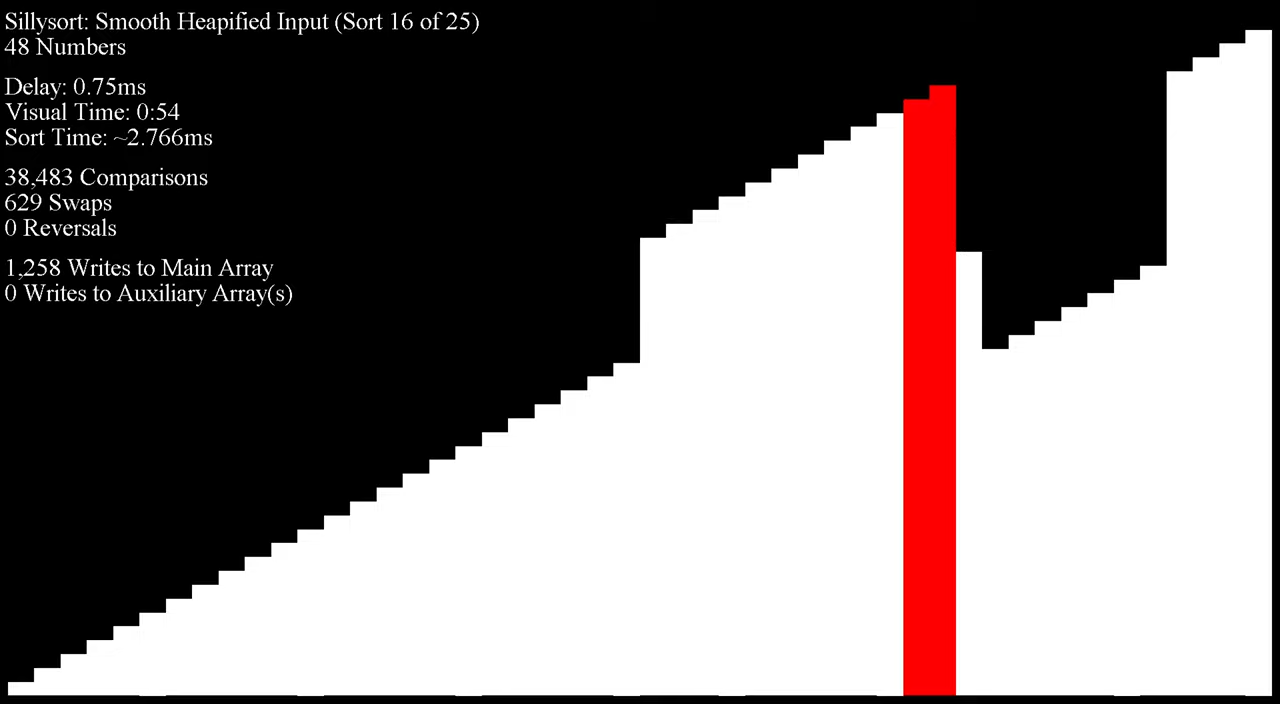 Sillysort: Smooth Heapified Input (Sort 16 of 25)
48 Numbers
Delay: 0.75ms
Visual Time: 0:54
Sort Time: ~2.766ms
38,483 Comparisons
629 Swaps
0 Reversals
1,258 Writes to Main Array
0 Writes to Auxiliary Array(s)